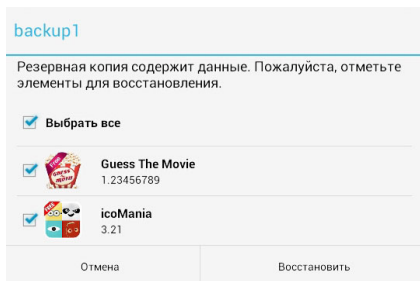 backup1
Резервная копия содержит данные. Пожалуйста, отметьте
элементы для восстановления.
Выбрать все
Guess The Movie
1.23456789
icoMania
3.21
Отмена
Восстановить